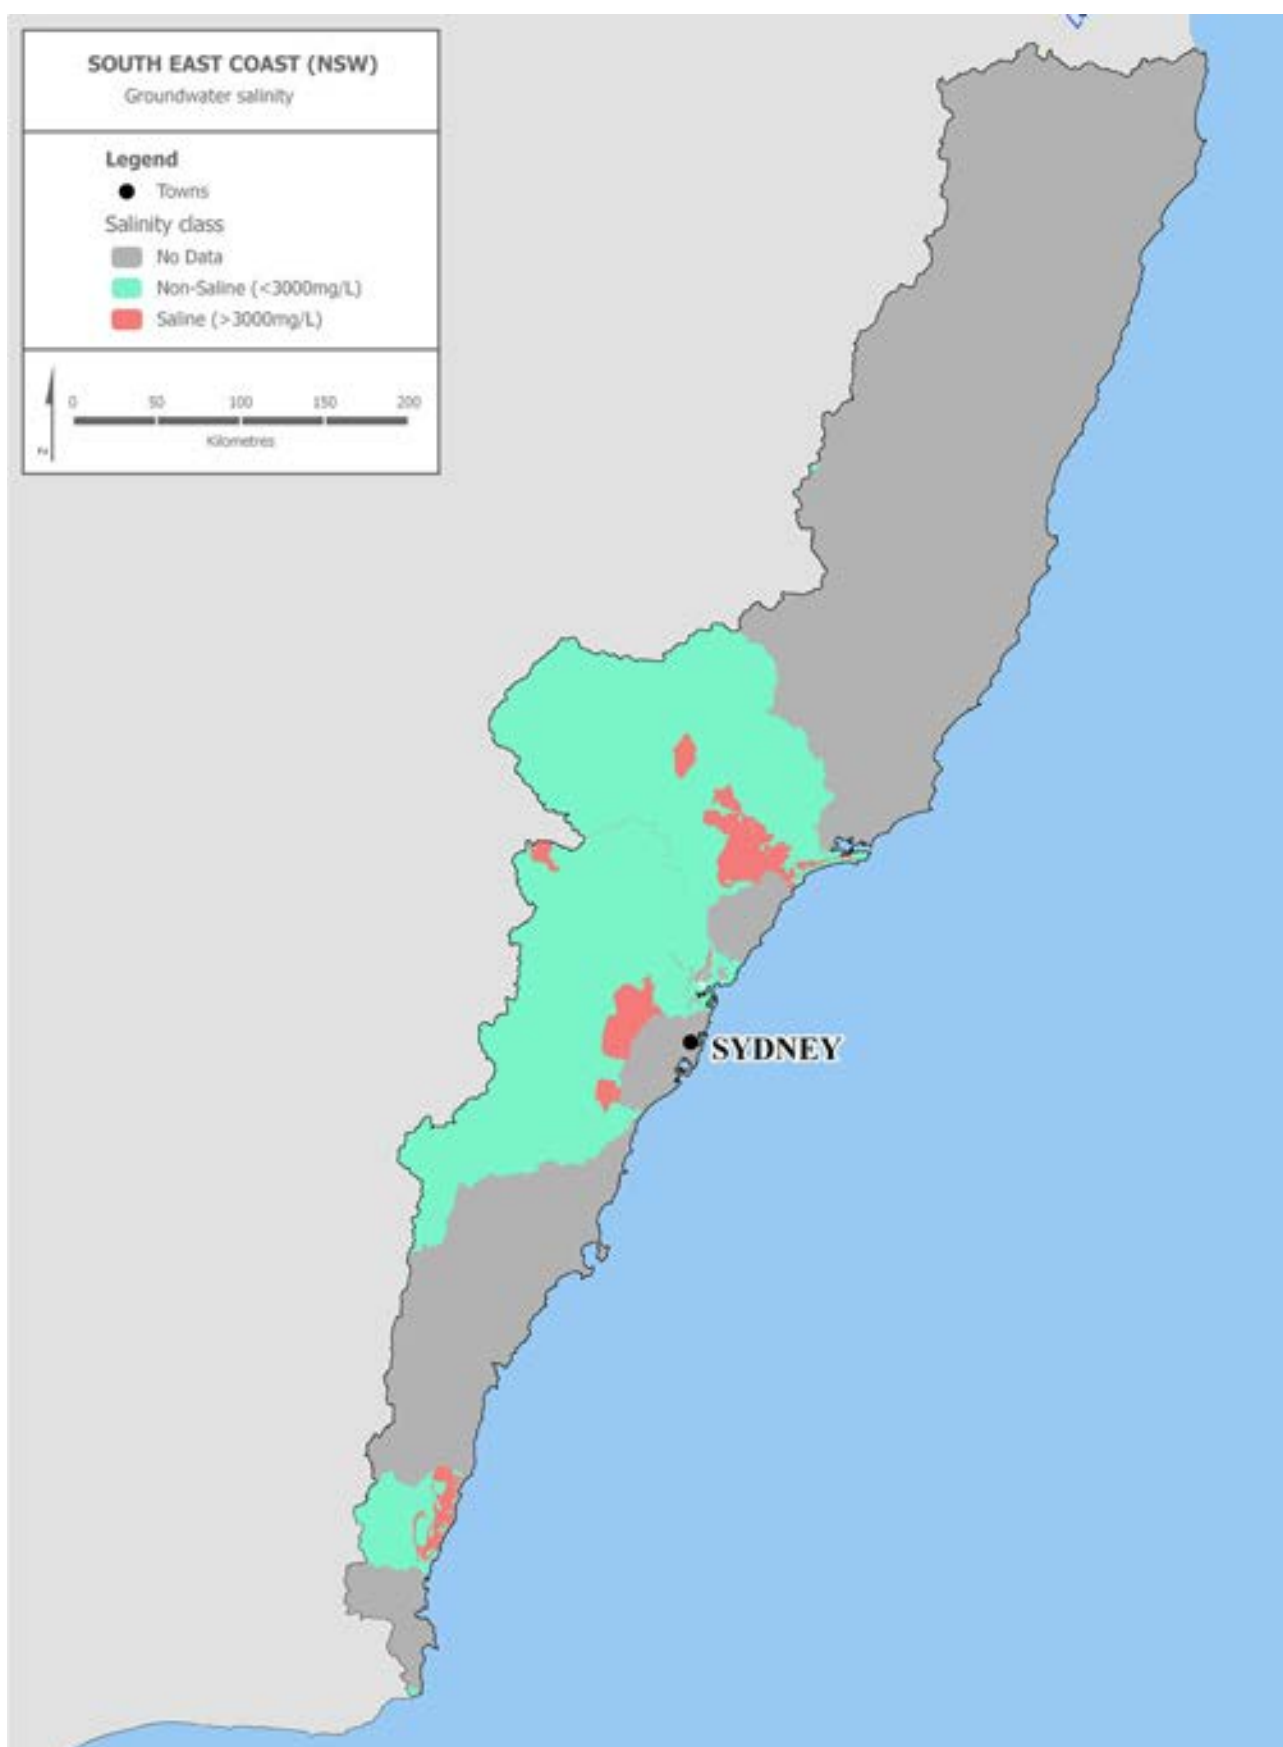 SOUTH EAST COAST (NSW)
Groundwater salinity
Legend
Towns
Salinity class
No Data
Non-Saline (<3000mg/L)
Saline (>3000mg/L)
0 50 100 150 200
Kilometres
N
SYDNEY